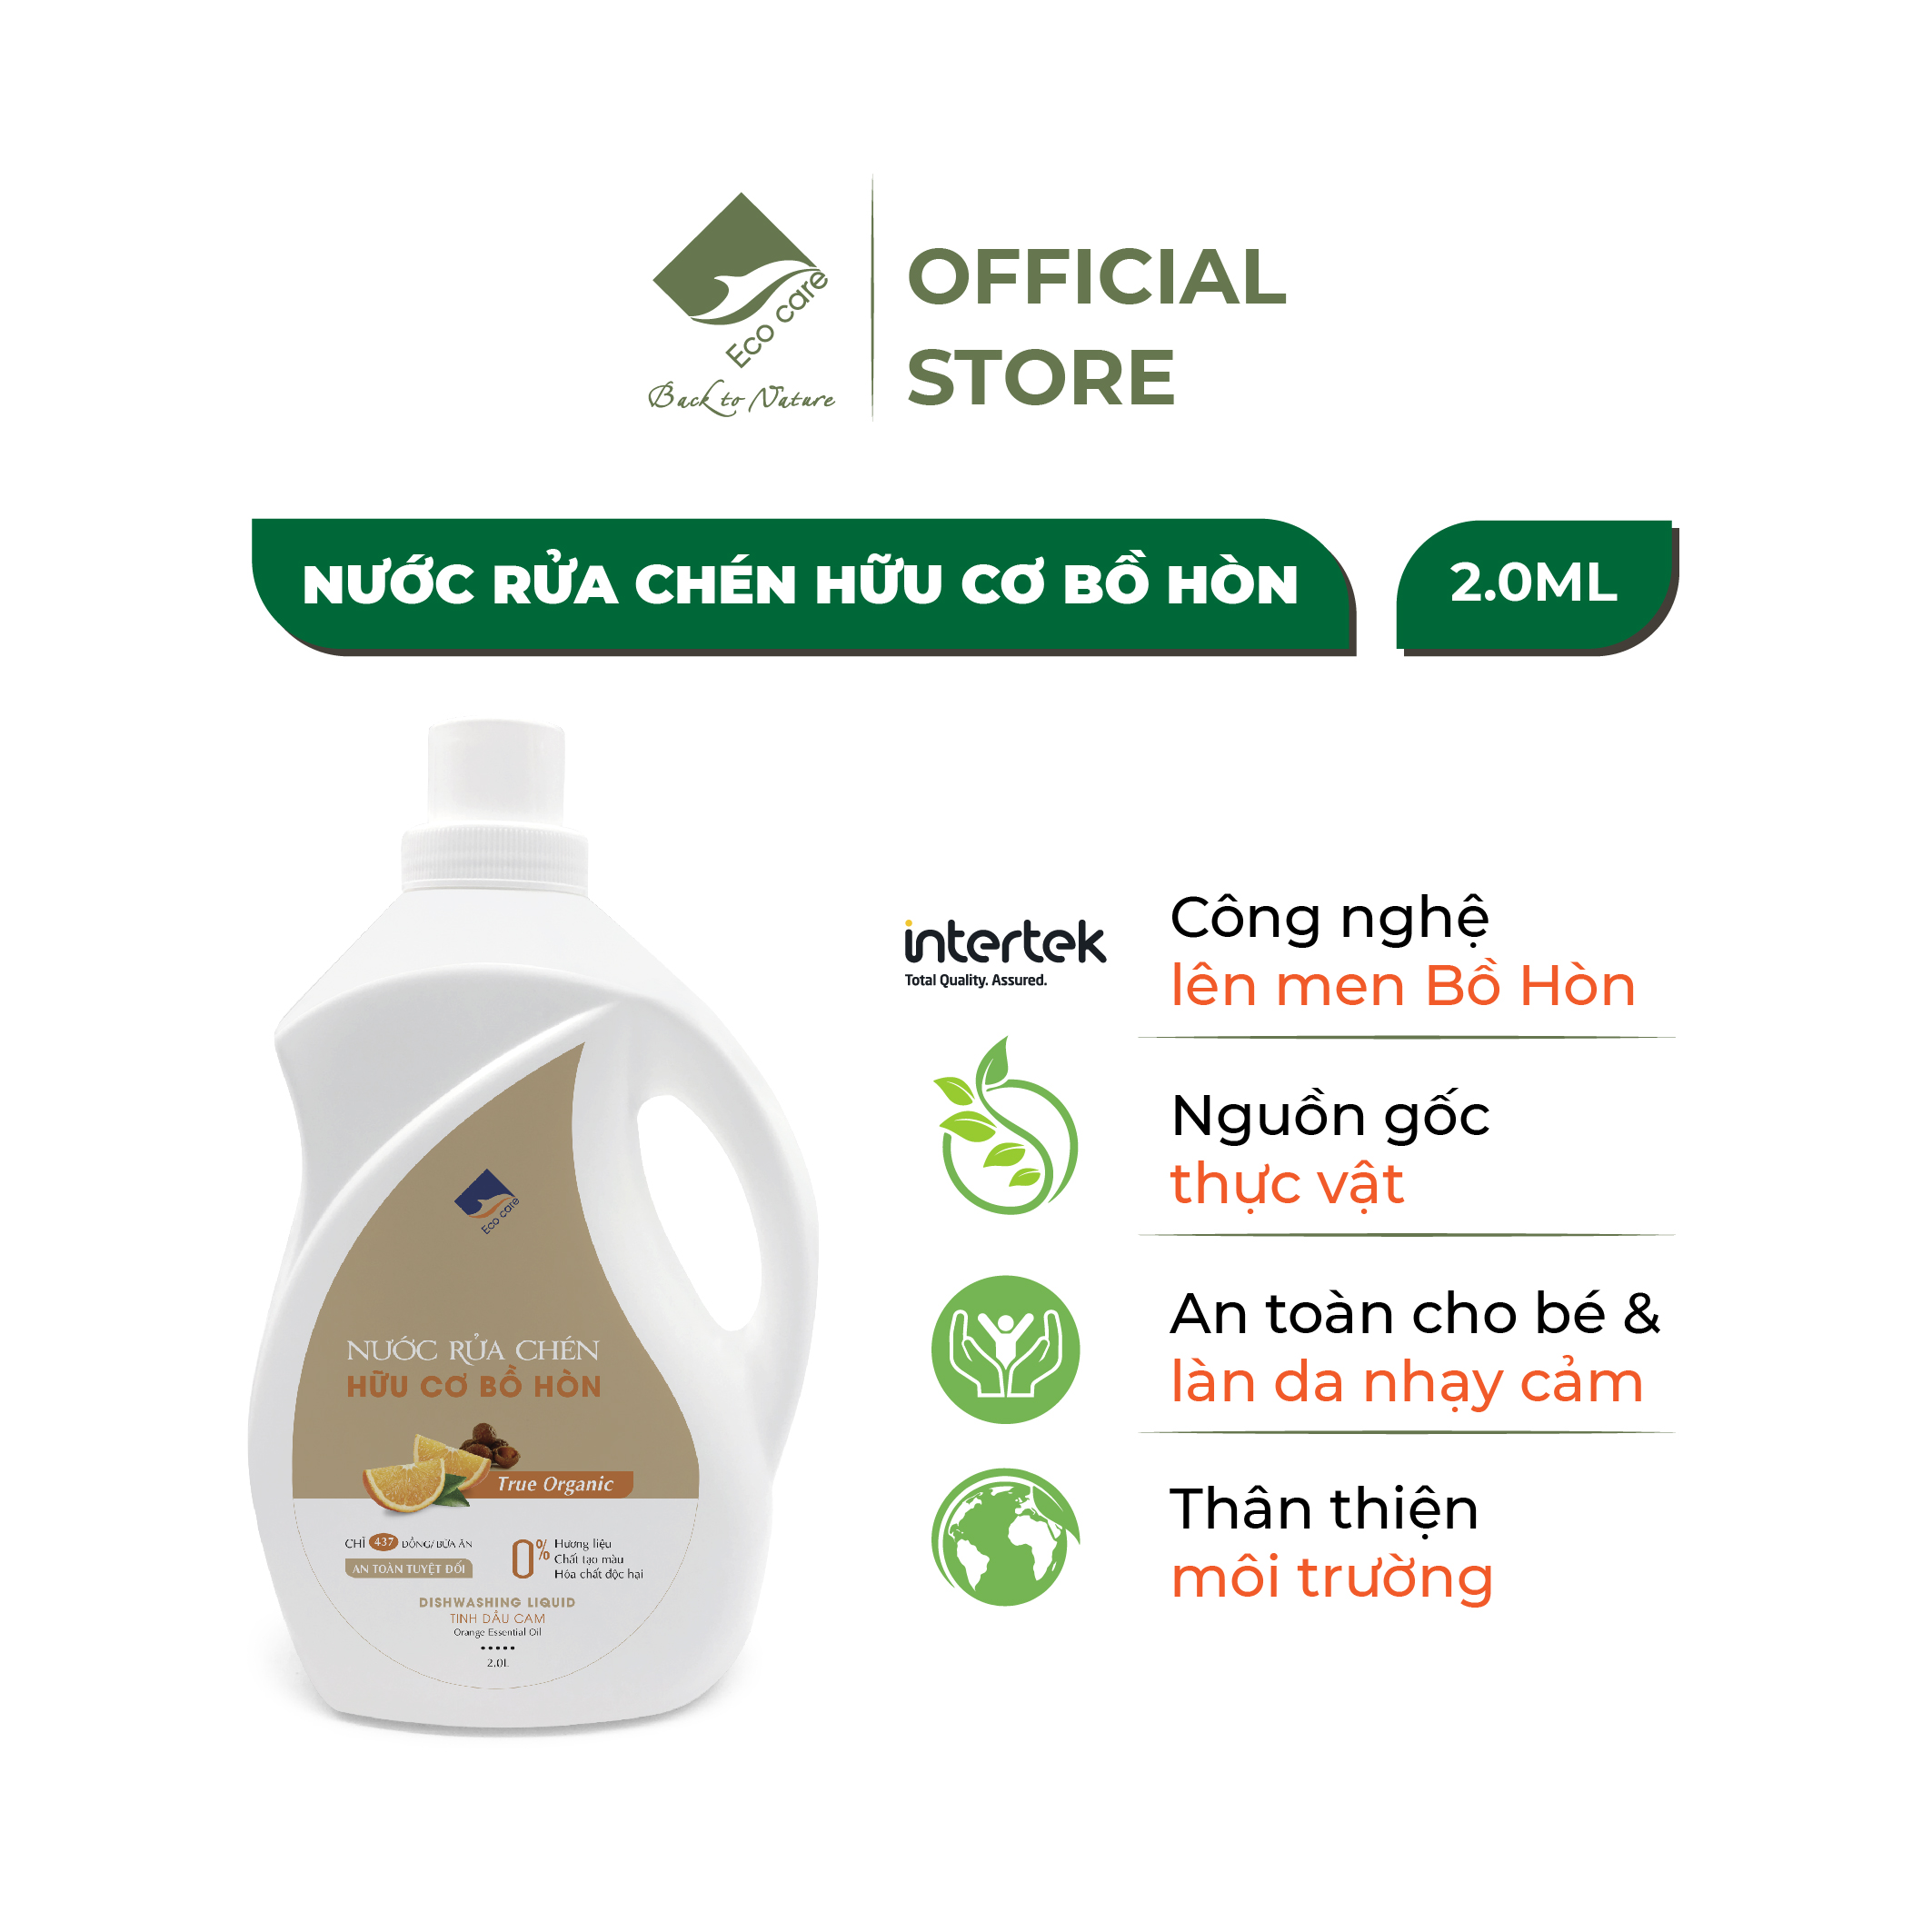 Eco care
Back to Nature
OFFICIAL
STORE
NƯỚC RỬA CHÉN HỮU CƠ BỒ HÒN
2.0ML
intertek
Total Quality. Assured.
Công nghệ
lên men Bồ Hòn
Nguồn gốc
thực vật
An toàn cho bé &
làn da nhạy cảm
Thân thiện
môi trường
Eco care
NƯỚC RỬA CHÉN
HỮU CƠ BỒ HÒN
True Organic
CHỈ 437 ĐỒNG/ BỮA ĂN
AN TOÀN TUYỆT ĐỐI
0%
Hương liệu
Chất tạo màu
Hóa chất độc hại
DISHWASHING LIQUID
TINH DẦU CAM
Orange Essential Oil
2.0L